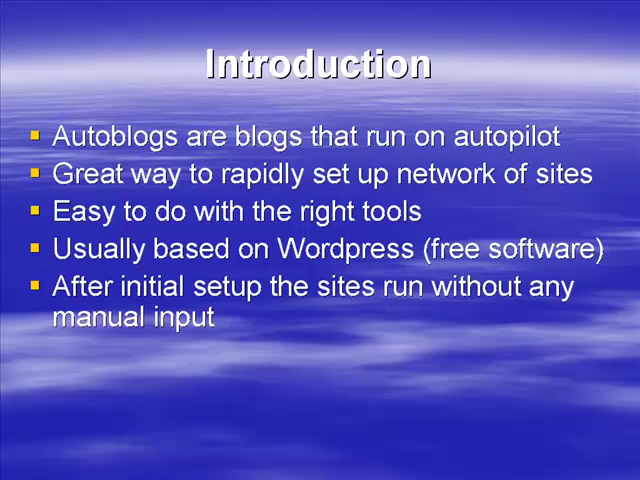 Introduction
Autoblogs are blogs that run on autopilot
Great way to rapidly set up network of sites
Easy to do with the right tools
Usually based on Wordpress (free software)
After initial setup the sites run without any
manual input